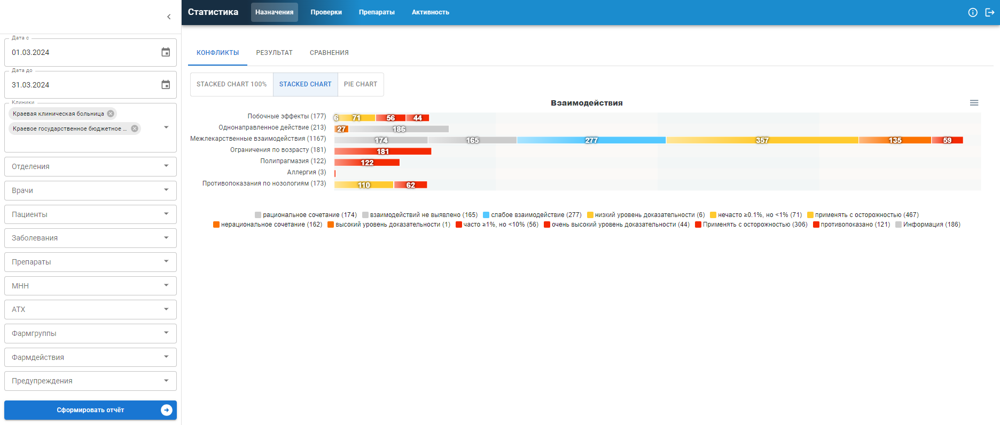 Статистика
Назначения
Проверки
Препараты
Активность
Дата с
01.03.2024
Дата до
31.03.2024
Клиники
Краевая клиническая больница
Краевое государственное бюджетное ...
Отделения
Врачи
Пациенты
Заболевания
Препараты
МНН
АТХ
Фармгруппы
Фармдействия
Предупреждения
Сформировать отчёт
КОНФЛИКТЫ
РЕЗУЛЬТАТ
СРАВНЕНИЯ
STACKED CHART 100%
STACKED CHART
PIE CHART
Взаимодействия
Побочные эффекты (177) 6 71 56 44
Однонаправленное действие (213) 27 186
Межлекарственные взаимодействия (1167) 174 165 277 357 135 59
Ограничения по возрасту (181) 181
Полипрагмазия (122) 122
Аллергия (3)
Противопоказания по нозологиям (173) 110 62
рациональное сочетание (174) взаимодействий не выявлено (165) слабое взаимодействие (277) низкий уровень доказательности (6) нечасто ≥0.1%, но <1% (71) применять с осторожностью (467)
нерациональное сочетание (162) высокий уровень доказательности (1) часто ≥1%, но <10% (56) очень высокий уровень доказательности (44) Применять с осторожностью (306) противопоказано (121) Информация (186)